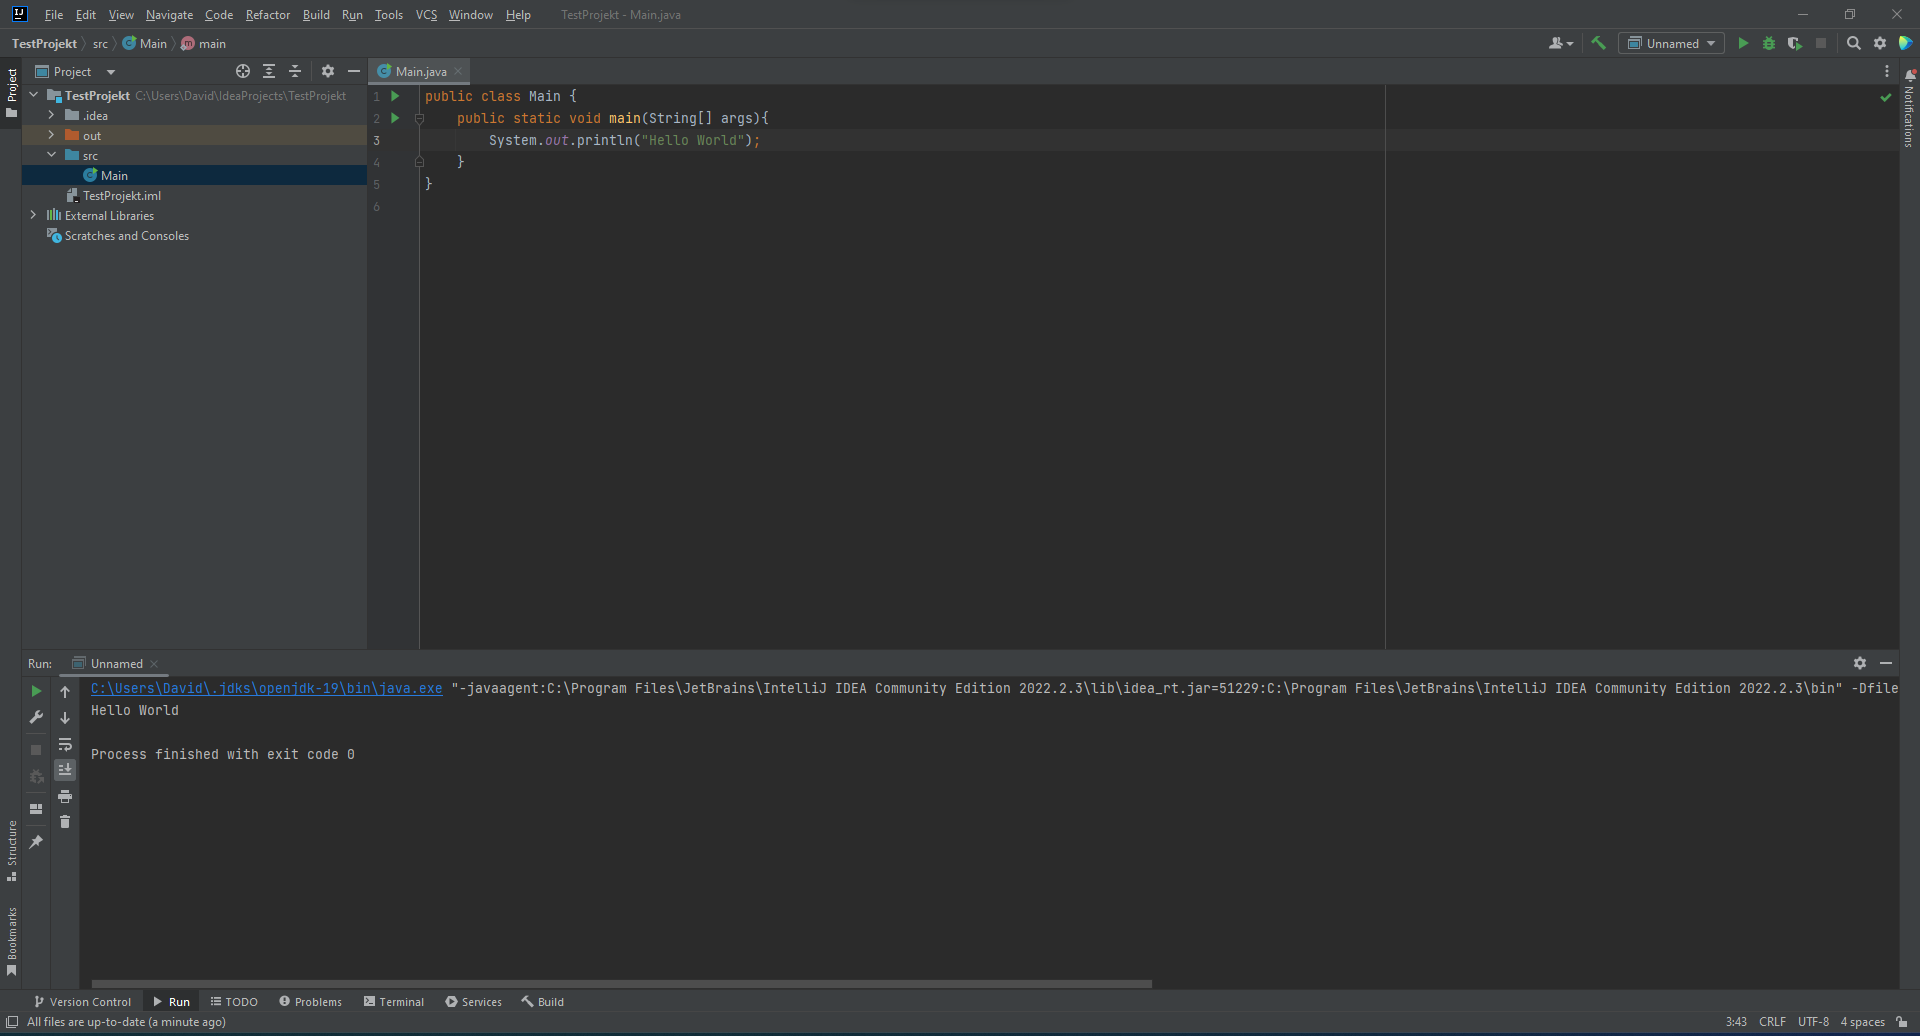 IJ File Edit View Navigate Code Refactor Build Run Tools VCS Window Help TestProjekt - Main.java
TestProjekt src Main main Unnamed
Project Main.java
TestProjekt C:\Users\David\IdeaProjects\TestProjekt
.idea
out
src
Main
TestProjekt.iml
External Libraries
Scratches and Consoles
1 public class Main {
2 public static void main(String[] args){
3 System.out.println("Hello World");
4 }
5 }
6
Project
Structure
Bookmarks
Notifications
Run: Unnamed
C:\Users\David\.jdks\openjdk-19\bin\java.exe "-javaagent:C:\Program Files\JetBrains\IntelliJ IDEA Community Edition 2022.2.3\lib\idea_rt.jar=51229:C:\Program Files\JetBrains\IntelliJ IDEA Community Edition 2022.2.3\bin" -Dfile
Hello World
Process finished with exit code 0
Version Control Run TODO Problems Terminal Services Build
All files are up-to-date (a minute ago) 3:43 CRLF UTF-8 4 spaces